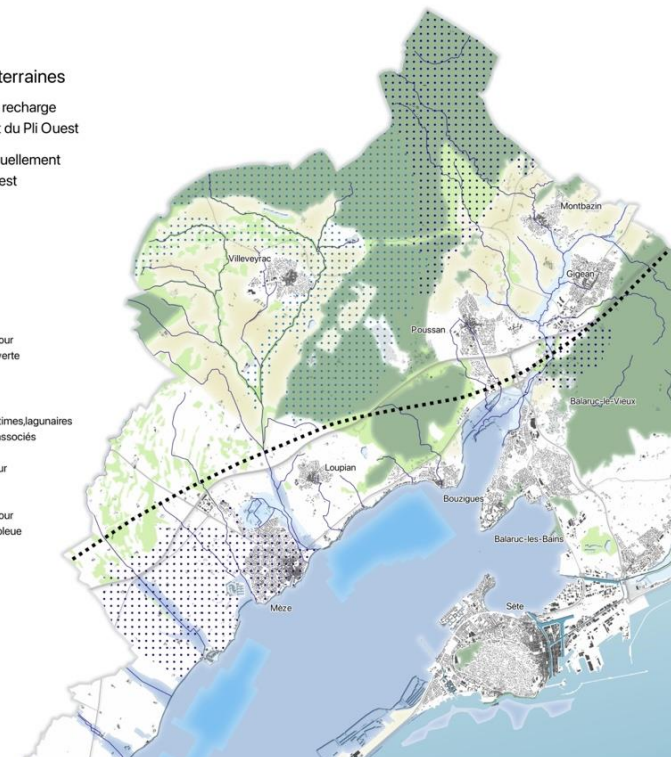 terraines
recharge
t du Pli Ouest
uellement
est
our
verte
times,lagunaires
associés
ur
our
bleue
Montbazin
Villeveyrac
Gigean
Poussan
Balaruc-le-Vieux
Loupian
Bouzigues
Balaruc-les-Bains
Mèze
Sète